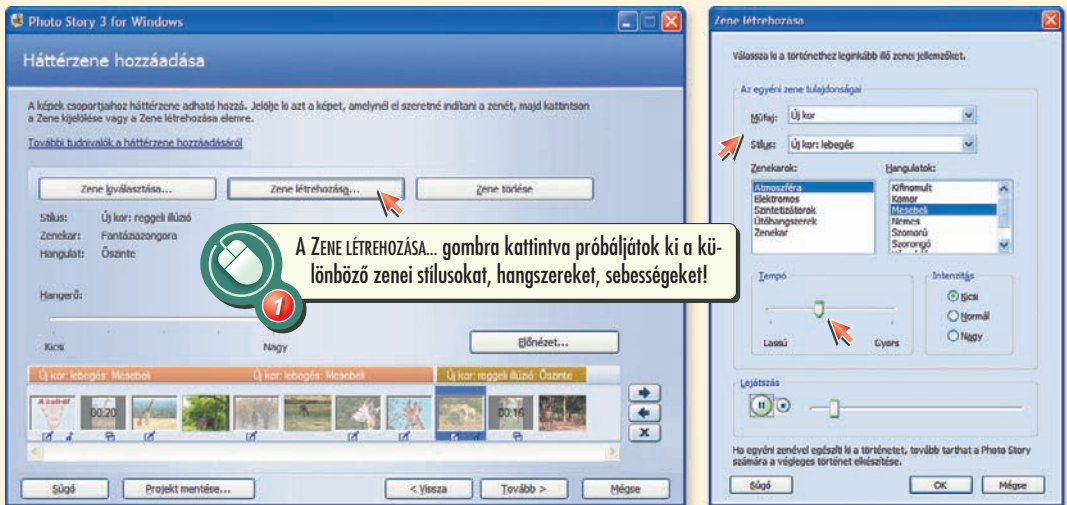 Photo Story 3 for Windows
Háttérzene hozzáadása
A képek csoportjahoz háttérzene adható hozzá. Jelölje ki azt a képet, amelynél el szeretné indítani a zenét, majd kattintson
a Zene kijelölése vagy a Zene létrehozása elemre.
További tudnivalók a háttérzene hozzáadásáról
Zene kiválasztása...
Zene létrehozása...
Zene törlése
Stílus: Új kor: reggeli illúzió
Zenekar: Fantáziazongora
Hangulat: Őszinte
Hangerő:
Kicsi
Nagy
Előnézet...
A ZENE LÉTREHOZÁSA... gombra kattintva próbáljátok ki a kü-
lönböző zenei stílusokat, hangszereket, sebességeket!
1
Új kor: lebegés: Mesebeli
Új kor: lebegés: Mesebeli
Új kor: reggeli illúzió: Őszinte
00:20
00:16
Súgó
Projekt mentése...
< Vissza
Tovább >
Mégse
Zene létrehozása
Válassza ki a történethez leginkább illő zenei jellemzőket.
Az egyéni zene tulajdonságai
Műfaj: Új kor
Stílus: Új kor: lebegés
Zenekarok:
Atmoszféra
Elektromos
Szintetizátorok
Ütőhangszerek
Zenekar
Hangulatok:
Kifinomult
Komor
Mesebeli
Nemes
Szomorú
Szorongó
Tempó
Lassú
Gyors
Intenzitás
Kicsi
Normál
Nagy
Lejátszás
Ha egyéni zenével egészíti ki a történetet, tovább tarthat a Photo Story
számára a végleges történet elkészítése.
Súgó
OK
Mégse